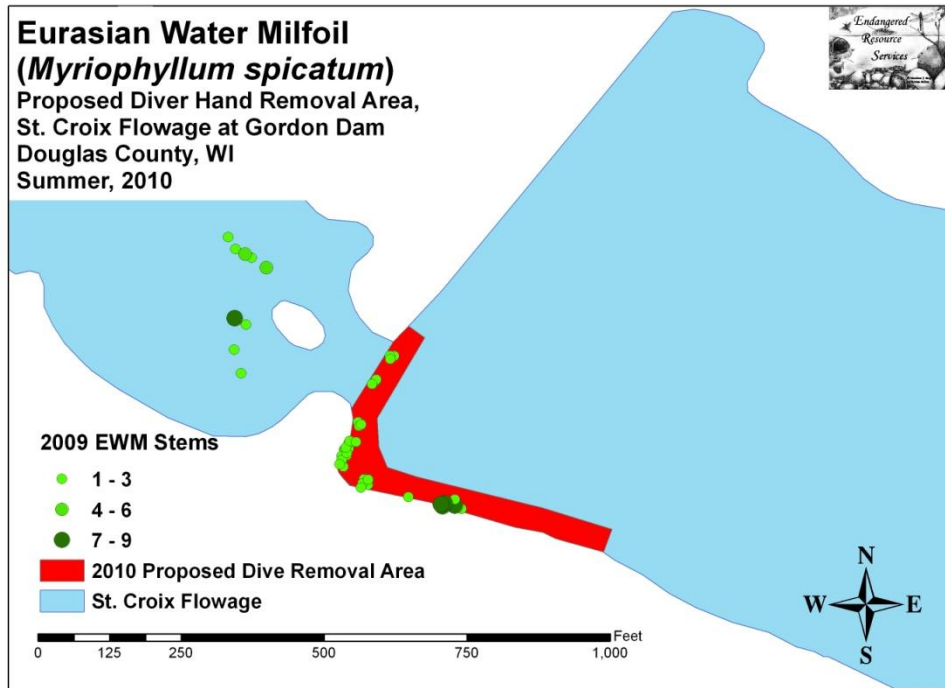 Eurasian Water Milfoil
(Myriophyllum spicatum)
Proposed Diver Hand Removal Area,
St. Croix Flowage at Gordon Dam
Douglas County, WI
Summer, 2010
Endangered
Resource
Services
2009 EWM Stems
1 - 3
4 - 6
7 - 9
2010 Proposed Dive Removal Area
St. Croix Flowage
Feet
0 125 250 500 750 1,000
N
W E
S